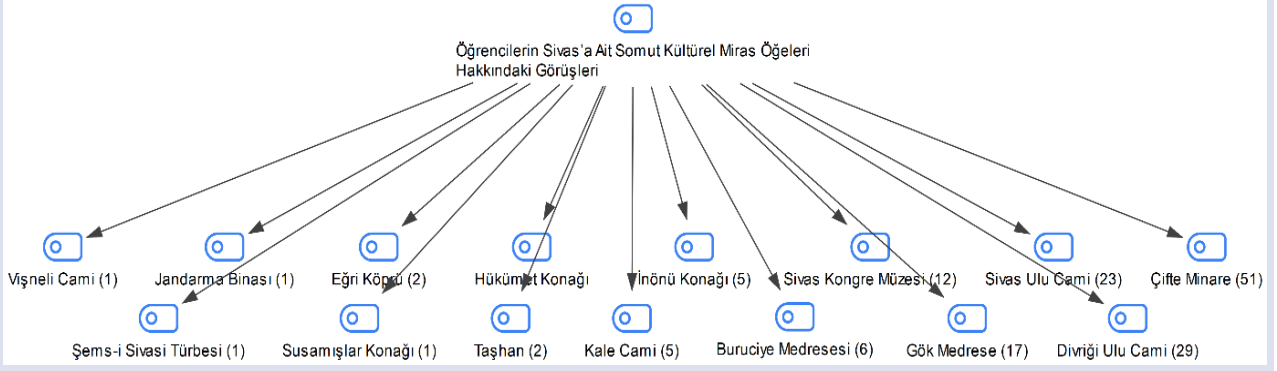 Öğrencilerin Sivas'a Ait Somut Kültürel Miras Öğeleri
Hakkındaki Görüşleri
Vişneli Cami (1)
Jandarma Binası (1)
Eğri Köprü (2)
Hükümet Konağı
İnönü Konağı (5)
Sivas Kongre Müzesi (12)
Sivas Ulu Cami (23)
Çifte Minare (51)
Şems-i Sivasi Türbesi (1)
Susamışlar Konağı (1)
Taşhan (2)
Kale Cami (5)
Buruciye Medresesi (6)
Gök Medrese (17)
Divriği Ulu Cami (29)